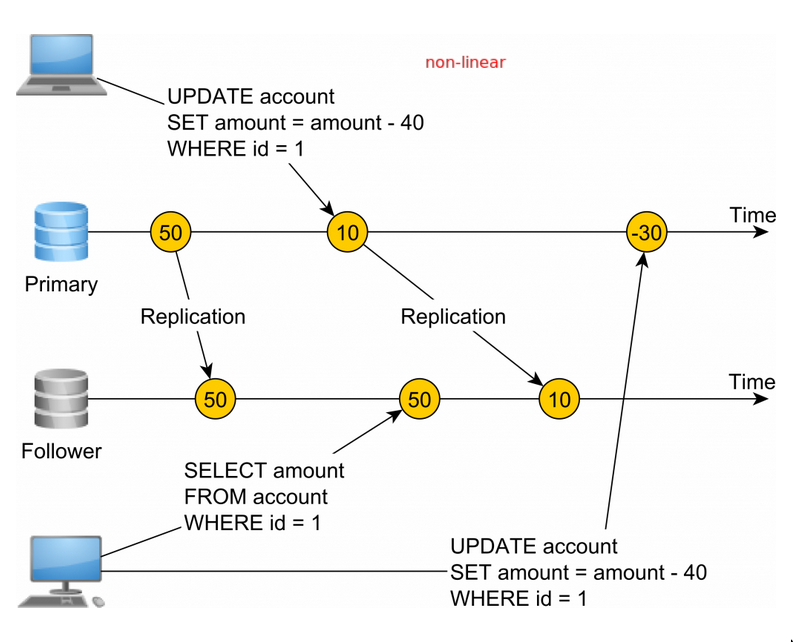 non-linear
UPDATE account
SET amount = amount - 40
WHERE id = 1
Time
50
10
-30
Primary
Replication
Replication
Time
50
50
10
Follower
SELECT amount
FROM account
WHERE id = 1
UPDATE account
SET amount = amount - 40
WHERE id = 1